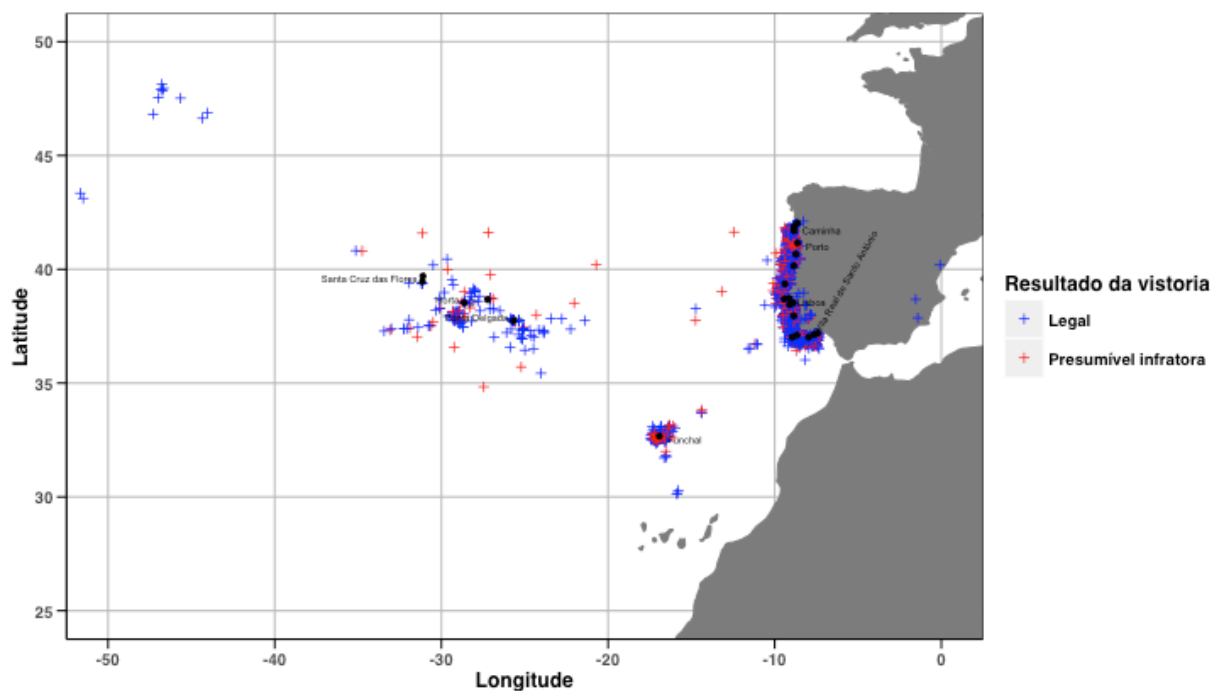 50
45
40
35
30
25
Latitude
-50
-40
-30
-20
-10
0
Longitude
Santa Cruz das Flores
Caminha
Porto
Lisboa
Vila Real de Santo António
Funchal
Resultado da vistoria
Legal
Presumível infratora